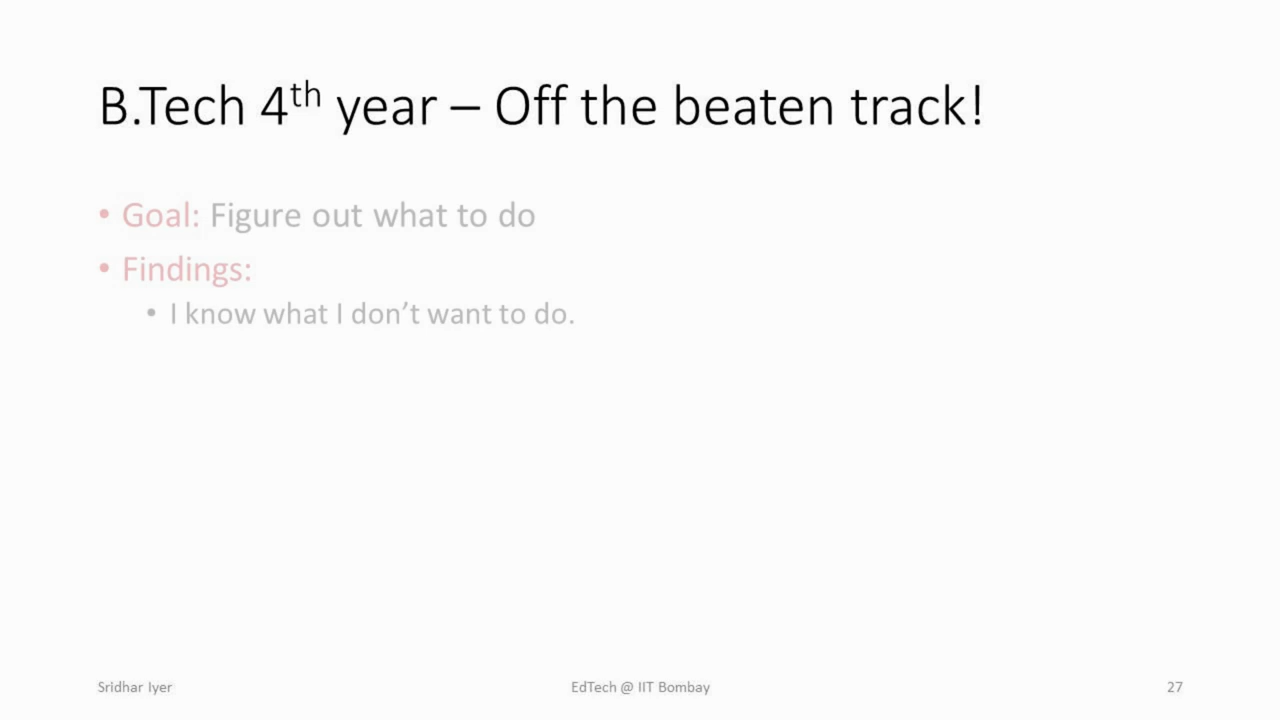 B.Tech 4th year – Off the beaten track!
• Goal: Figure out what to do
• Findings:
• I know what I don't want to do.
Sridhar Iyer
EdTech @ IIT Bombay
27